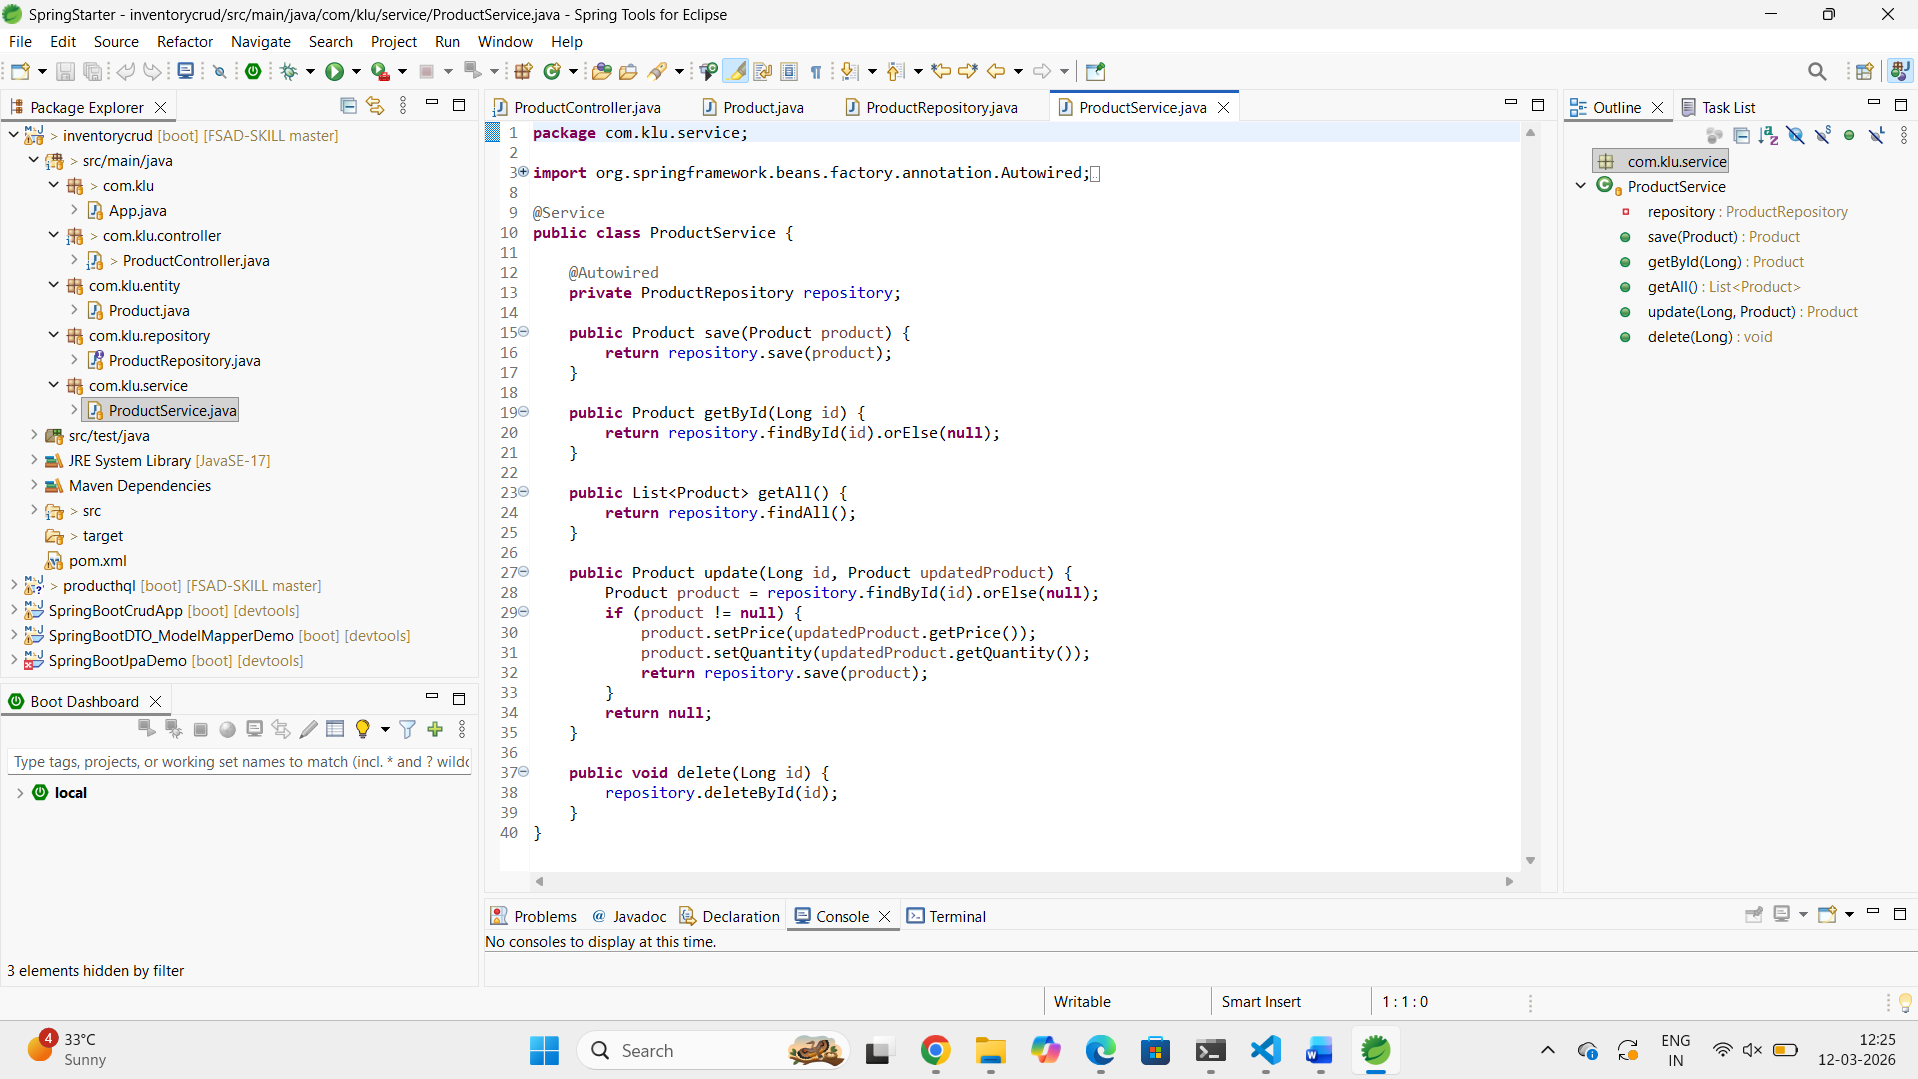 SpringStarter - inventorycrud/src/main/java/com/klu/service/ProductService.java - Spring Tools for Eclipse
File Edit Source Refactor Navigate Search Project Run Window Help
Package Explorer
> inventorycrud [boot] [FSAD-SKILL master]
> src/main/java
> com.klu
App.java
> com.klu.controller
> ProductController.java
com.klu.entity
Product.java
com.klu.repository
ProductRepository.java
com.klu.service
ProductService.java
src/test/java
JRE System Library [JavaSE-17]
Maven Dependencies
> src
> target
pom.xml
> producthql [boot] [FSAD-SKILL master]
SpringBootCrudApp [boot] [devtools]
SpringBootDTO_ModelMapperDemo [boot] [devtools]
SpringBootJpaDemo [boot] [devtools]
Boot Dashboard
Type tags, projects, or working set names to match (incl. * and ? wildc
local
3 elements hidden by filter
ProductController.java Product.java ProductRepository.java ProductService.java
1 package com.klu.service;
2
3 import org.springframework.beans.factory.annotation.Autowired;
8
9 @Service
10 public class ProductService {
11
12 @Autowired
13 private ProductRepository repository;
14
15 public Product save(Product product) {
16 return repository.save(product);
17 }
18
19 public Product getById(Long id) {
20 return repository.findById(id).orElse(null);
21 }
22
23 public List<Product> getAll() {
24 return repository.findAll();
25 }
26
27 public Product update(Long id, Product updatedProduct) {
28 Product product = repository.findById(id).orElse(null);
29 if (product != null) {
30 product.setPrice(updatedProduct.getPrice());
31 product.setQuantity(updatedProduct.getQuantity());
32 return repository.save(product);
33 }
34 return null;
35 }
36
37 public void delete(Long id) {
38 repository.deleteById(id);
39 }
40 }
Outline Task List
com.klu.service
ProductService
repository : ProductRepository
save(Product) : Product
getById(Long) : Product
getAll() : List<Product>
update(Long, Product) : Product
delete(Long) : void
Problems @ Javadoc Declaration Console Terminal
No consoles to display at this time.
Writable Smart Insert 1 : 1 : 0
4
33°C
Sunny
Search
ENG
IN
12:25
12-03-2026